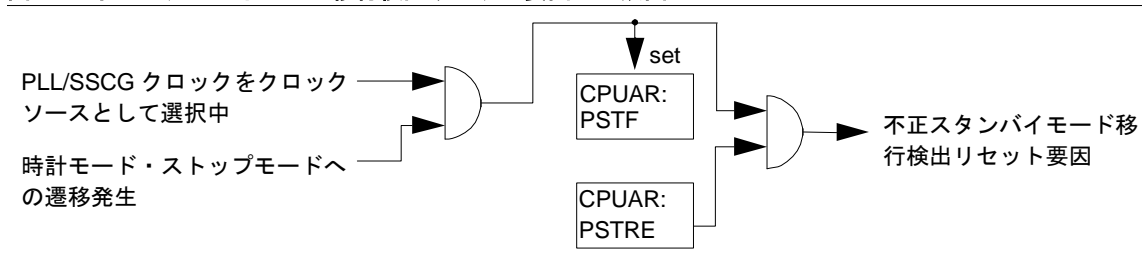 PLL/SSCG クロックをクロック
ソースとして選択中
時計モード・ストップモードへ
の遷移発生
set
CPUAR:
PSTF
CPUAR:
PSTRE
不正スタンバイモード移
行検出リセット要因